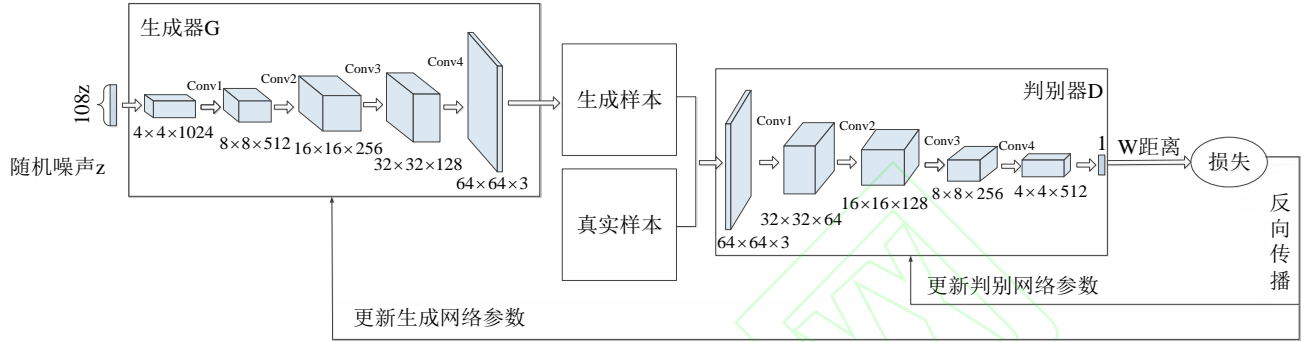 生成器G
108z
随机噪声z
4×4×1024
Conv1
8×8×512
Conv2
16×16×256
Conv3
32×32×128
Conv4
64×64×3
生成样本
真实样本
判别器D
64×64×3
Conv1
32×32×64
Conv2
16×16×128
Conv3
8×8×256
Conv4
4×4×512
1
W距离
损失
反向传播
更新判别网络参数
更新生成网络参数